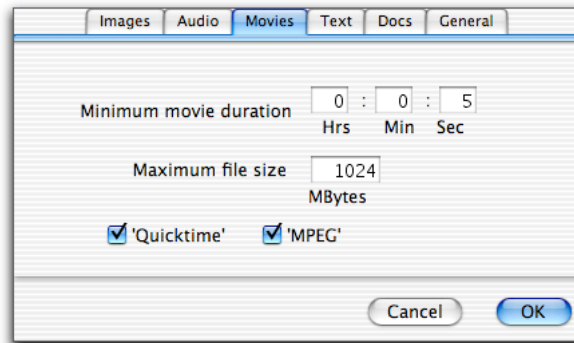 Images Audio Movies Text Docs General
Minimum movie duration 0 : 0 : 5
Hrs Min Sec
Maximum file size 1024
MBytes
'Quicktime' 'MPEG'
Cancel OK